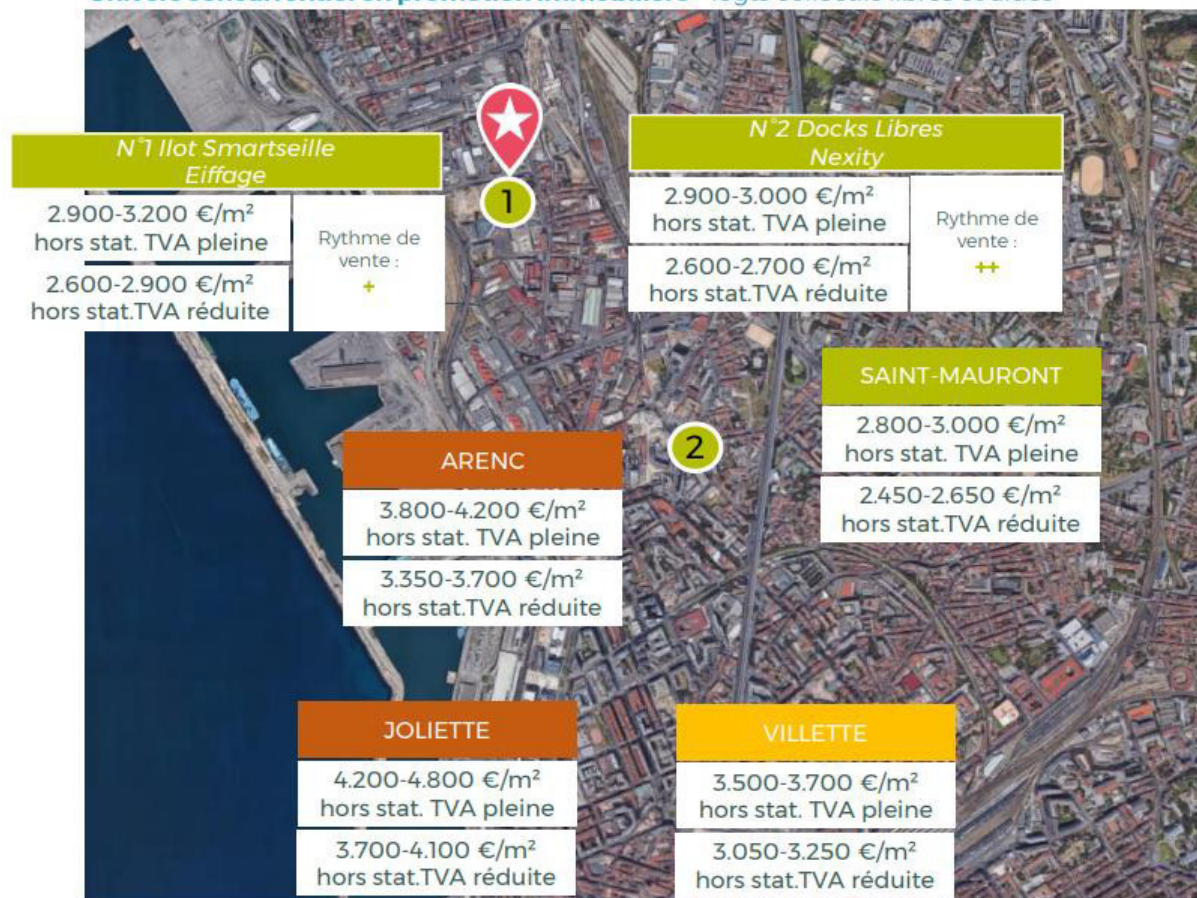 N°1 Ilot Smartseille
Eiffage
2.900-3.200 €/m²
hors stat. TVA pleine
2.600-2.900 €/m²
hors stat.TVA réduite
Rythme de
vente :
+
1
N°2 Docks Libres
Nexity
2.900-3.000 €/m²
hors stat. TVA pleine
2.600-2.700 €/m²
hors stat.TVA réduite
Rythme de
vente :
++
SAINT-MAURONT
2.800-3.000 €/m²
hors stat. TVA pleine
2.450-2.650 €/m²
hors stat.TVA réduite
2
ARENC
3.800-4.200 €/m²
hors stat. TVA pleine
3.350-3.700 €/m²
hors stat.TVA réduite
JOLIETTE
4.200-4.800 €/m²
hors stat. TVA pleine
3.700-4.100 €/m²
hors stat.TVA réduite
VILLETTE
3.500-3.700 €/m²
hors stat. TVA pleine
3.050-3.250 €/m²
hors stat.TVA réduite